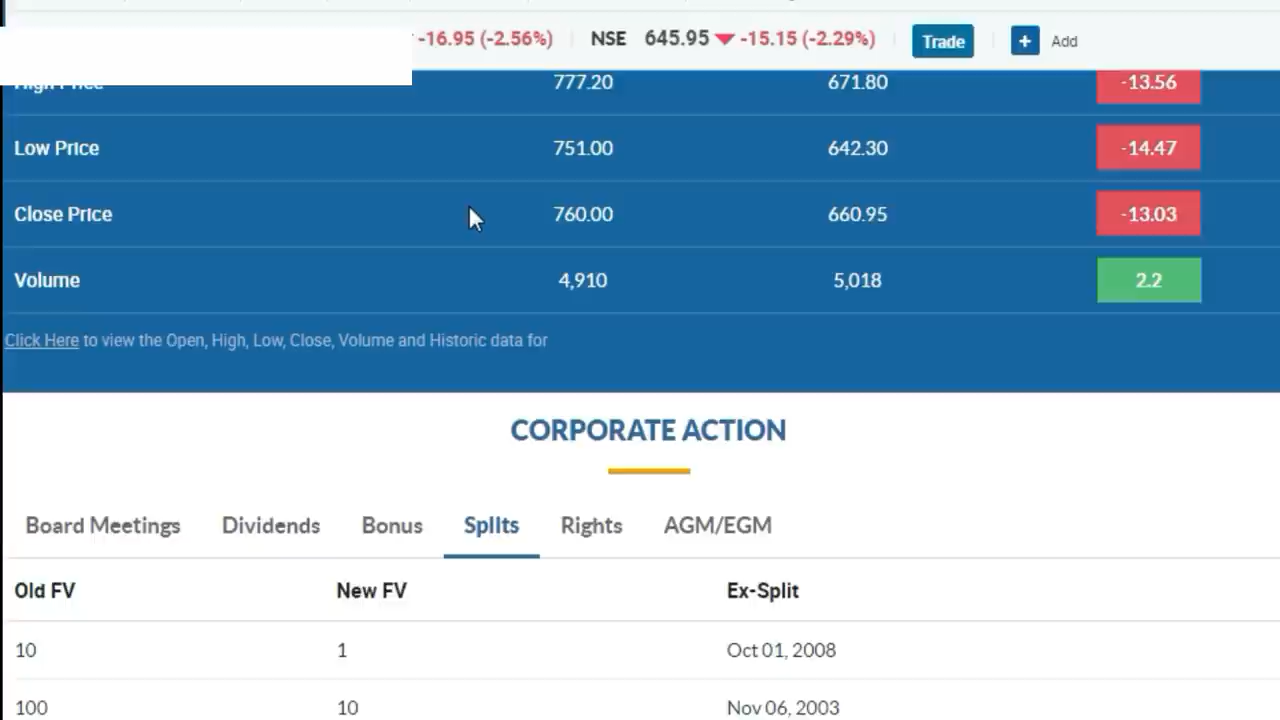 -16.95 (-2.56%) NSE 645.95 -15.15 (-2.29%) Trade + Add
High Price 777.20 671.80 -13.56
Low Price 751.00 642.30 -14.47
Close Price 760.00 660.95 -13.03
Volume 4,910 5,018 2.2
Click Here to view the Open, High, Low, Close, Volume and Historic data for
CORPORATE ACTION
Board Meetings Dividends Bonus Splits Rights AGM/EGM
Old FV New FV Ex-Split
10 1 Oct 01, 2008
100 10 Nov 06, 2003